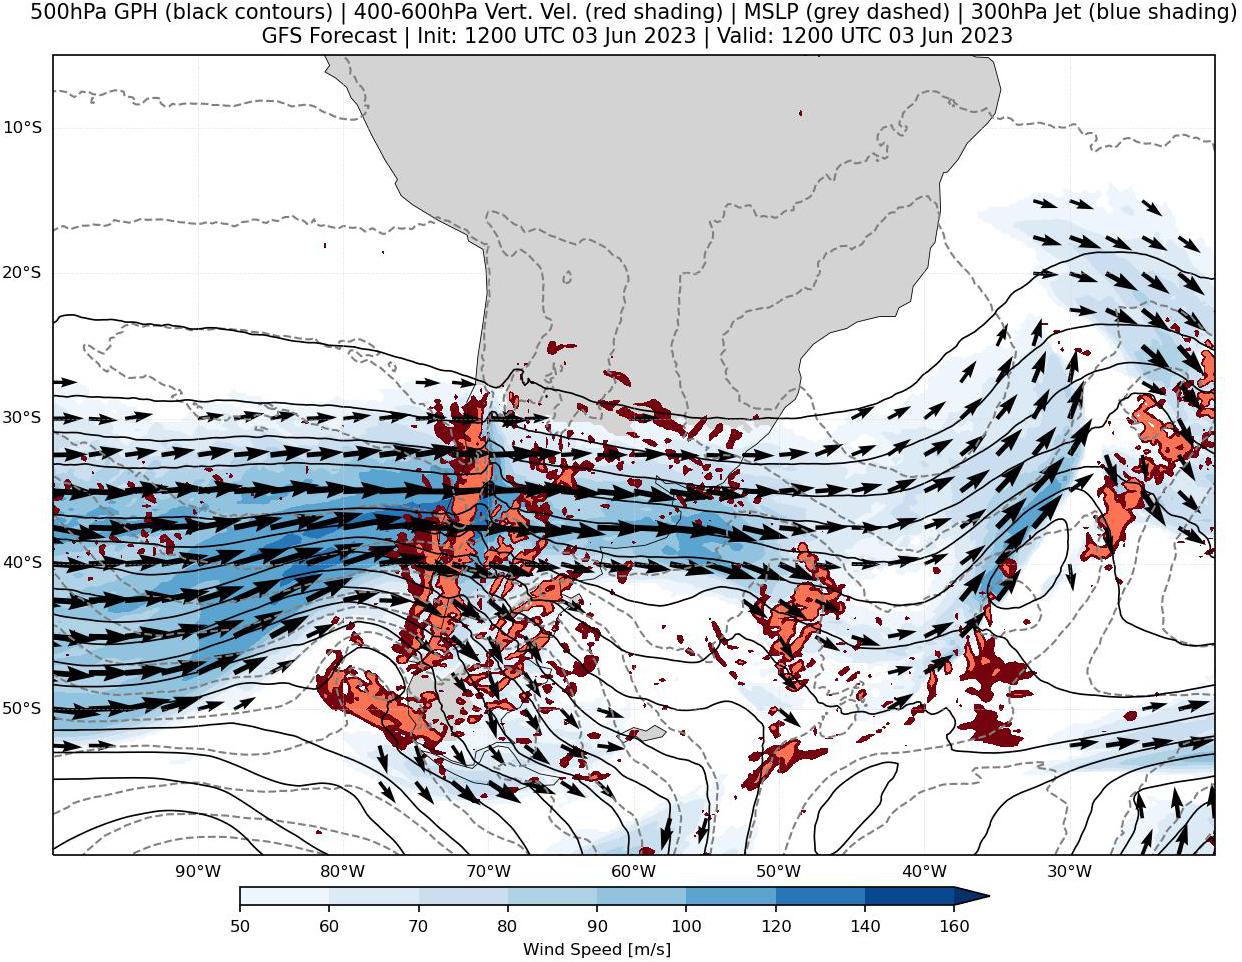 500hPa GPH (black contours) | 400-600hPa Vert. Vel. (red shading) | MSLP (grey dashed) | 300hPa Jet (blue shading)
GFS Forecast | Init: 1200 UTC 03 Jun 2023 | Valid: 1200 UTC 03 Jun 2023
10°S
20°S
30°S
40°S
50°S
90°W 80°W 70°W 60°W 50°W 40°W 30°W
50 60 70 80 90 100 120 140 160
Wind Speed [m/s]